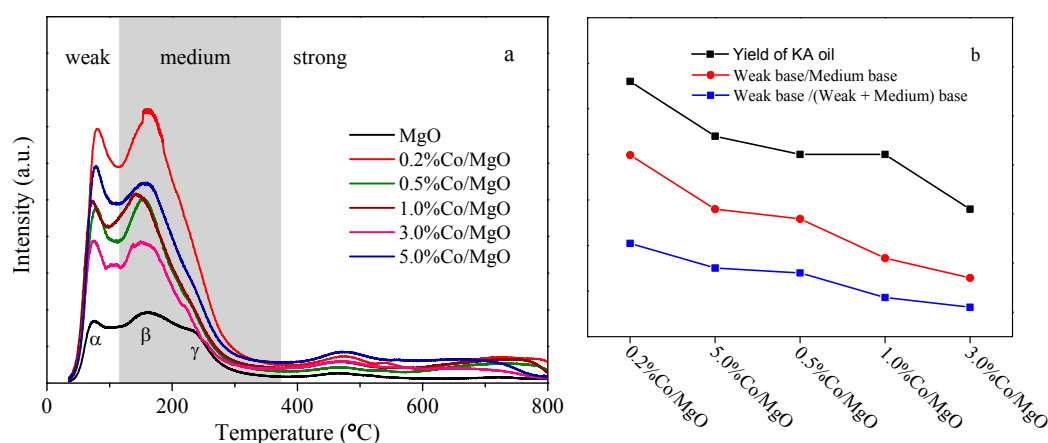 weak medium strong a
MgO
0.2%Co/MgO
0.5%Co/MgO
1.0%Co/MgO
3.0%Co/MgO
5.0%Co/MgO
α β γ
Intensity (a.u.)
0 200 400 600 800
Temperature (°C)
b
Yield of KA oil
Weak base/Medium base
Weak base /(Weak + Medium) base
0.2%Co/MgO
5.0%Co/MgO
0.5%Co/MgO
1.0%Co/MgO
3.0%Co/MgO